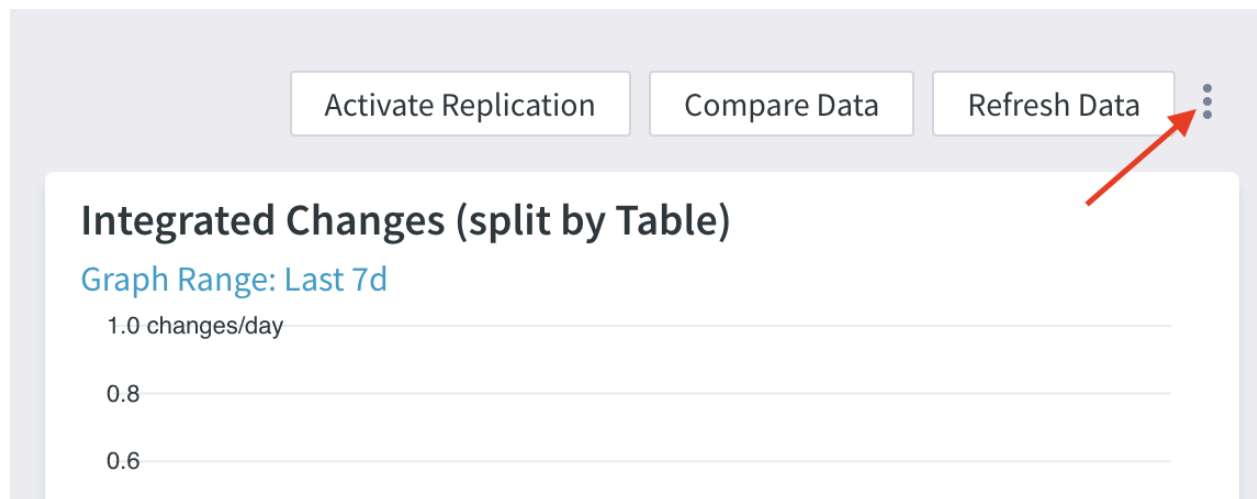 Activate Replication
Compare Data
Refresh Data
Integrated Changes (split by Table)
Graph Range: Last 7d
1.0 changes/day
0.8
0.6